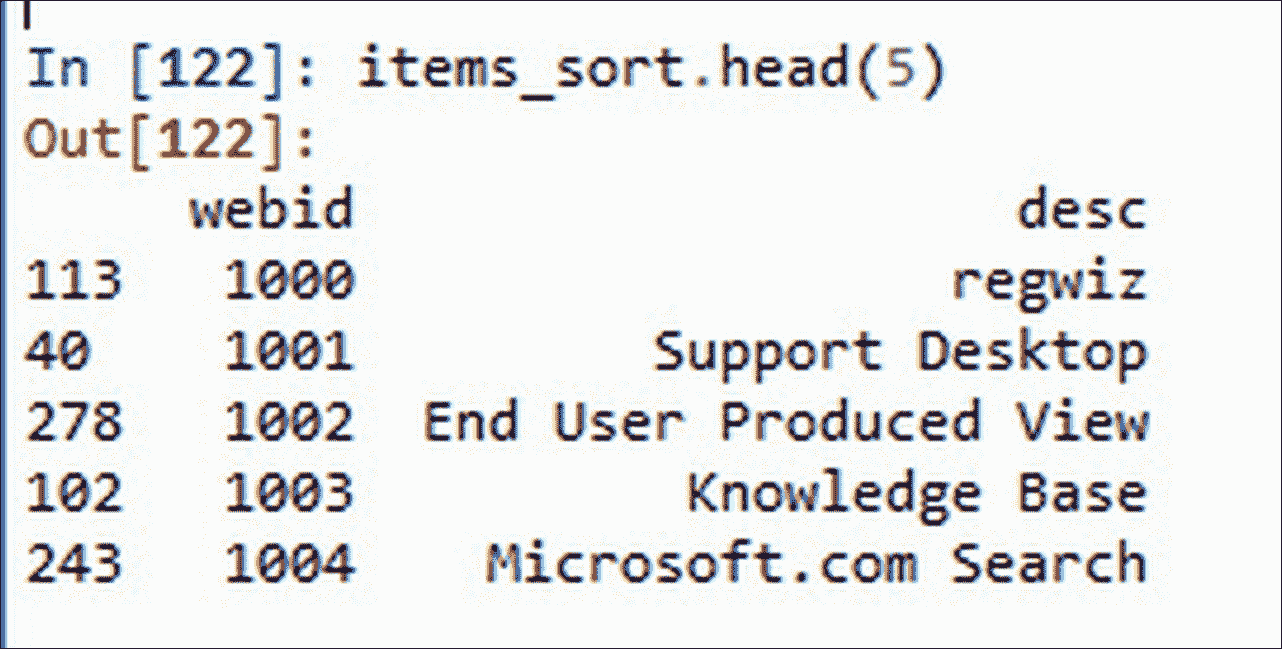 In [122]: items_sort.head(5)
Out[122]:
webid desc
113 1000 regwiz
40 1001 Support Desktop
278 1002 End User Produced View
102 1003 Knowledge Base
243 1004 Microsoft.com Search